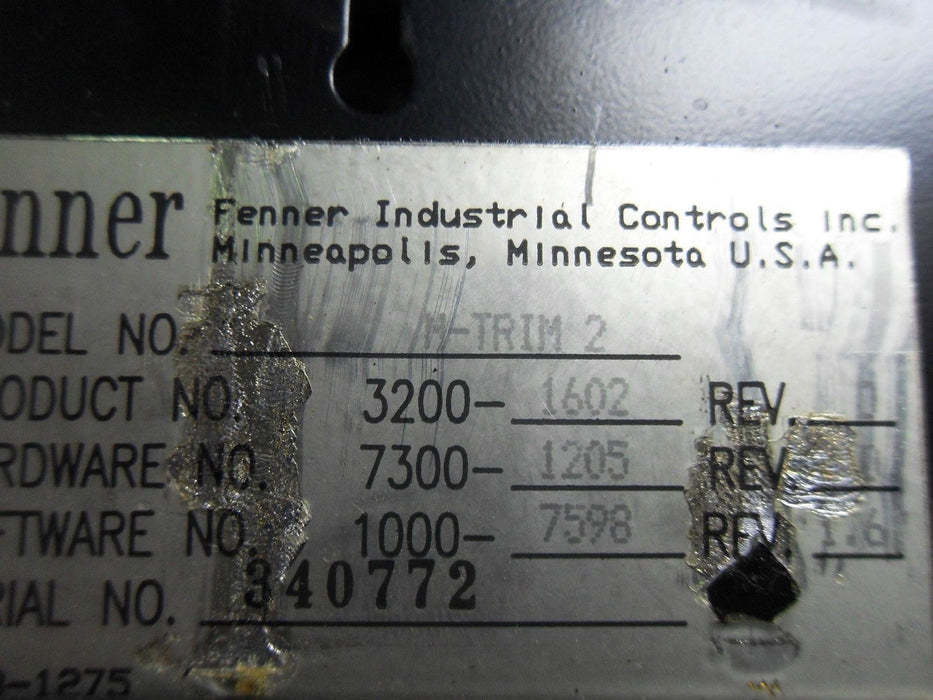 nner Fenner Industrial Controls Inc.
Minneapolis, Minnesota U.S.A.
ODEL NO. M-TRIM 2
ODUCT NO. 3200-1602 REV.
RDWARE NO. 7300-1205 REV.
FTWARE NO. 1000-7598 REV. 1.6
RIAL NO. 340772
-1275